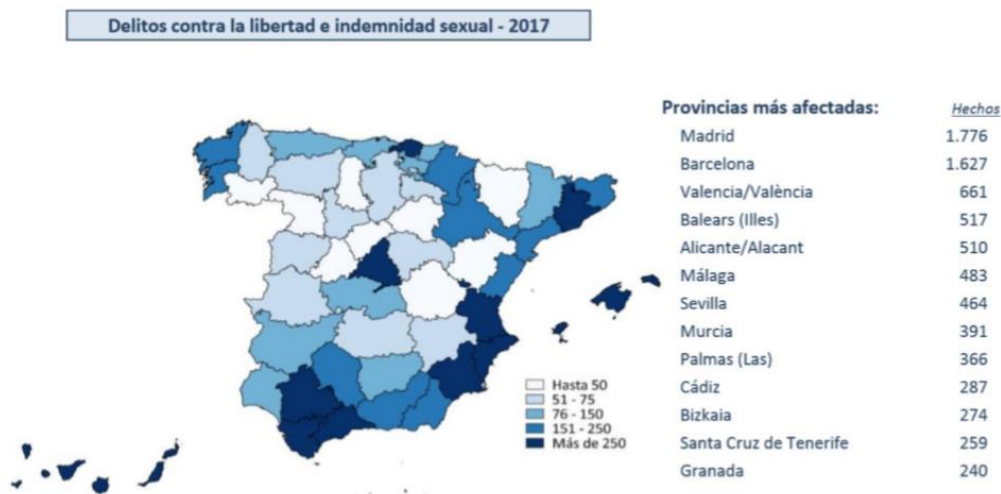 Delitos contra la libertad e indemnidad sexual - 2017
Provincias más afectadas: Hechos
Madrid 1.776
Barcelona 1.627
Valencia/València 661
Balears (Illes) 517
Alicante/Alacant 510
Málaga 483
Sevilla 464
Murcia 391
Palmas (Las) 366
Cádiz 287
Bizkaia 274
Santa Cruz de Tenerife 259
Granada 240
Hasta 50
51 - 75
76 - 150
151 - 250
Más de 250